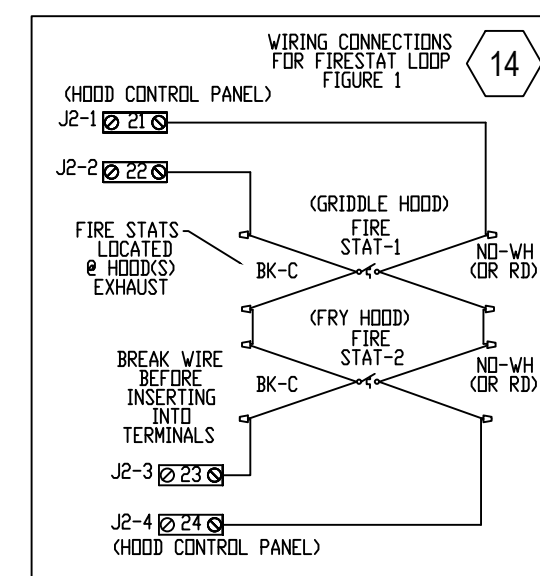 WIRING CONNECTIONS
FOR FIRESTAT LOOP
FIGURE 1
14
(HOOD CONTROL PANEL)
J2-1 21
J2-2 22
(GRIDDLE HOOD)
FIRE
STAT-1
FIRE STATS
LOCATED
@ HOOD(S)
EXHAUST
BK-C
NO-WH
(OR RD)
(FRY HOOD)
FIRE
STAT-2
BREAK WIRE
BEFORE
INSERTING
INTO
TERMINALS
BK-C
NO-WH
(OR RD)
J2-3 23
J2-4 24
(HOOD CONTROL PANEL)